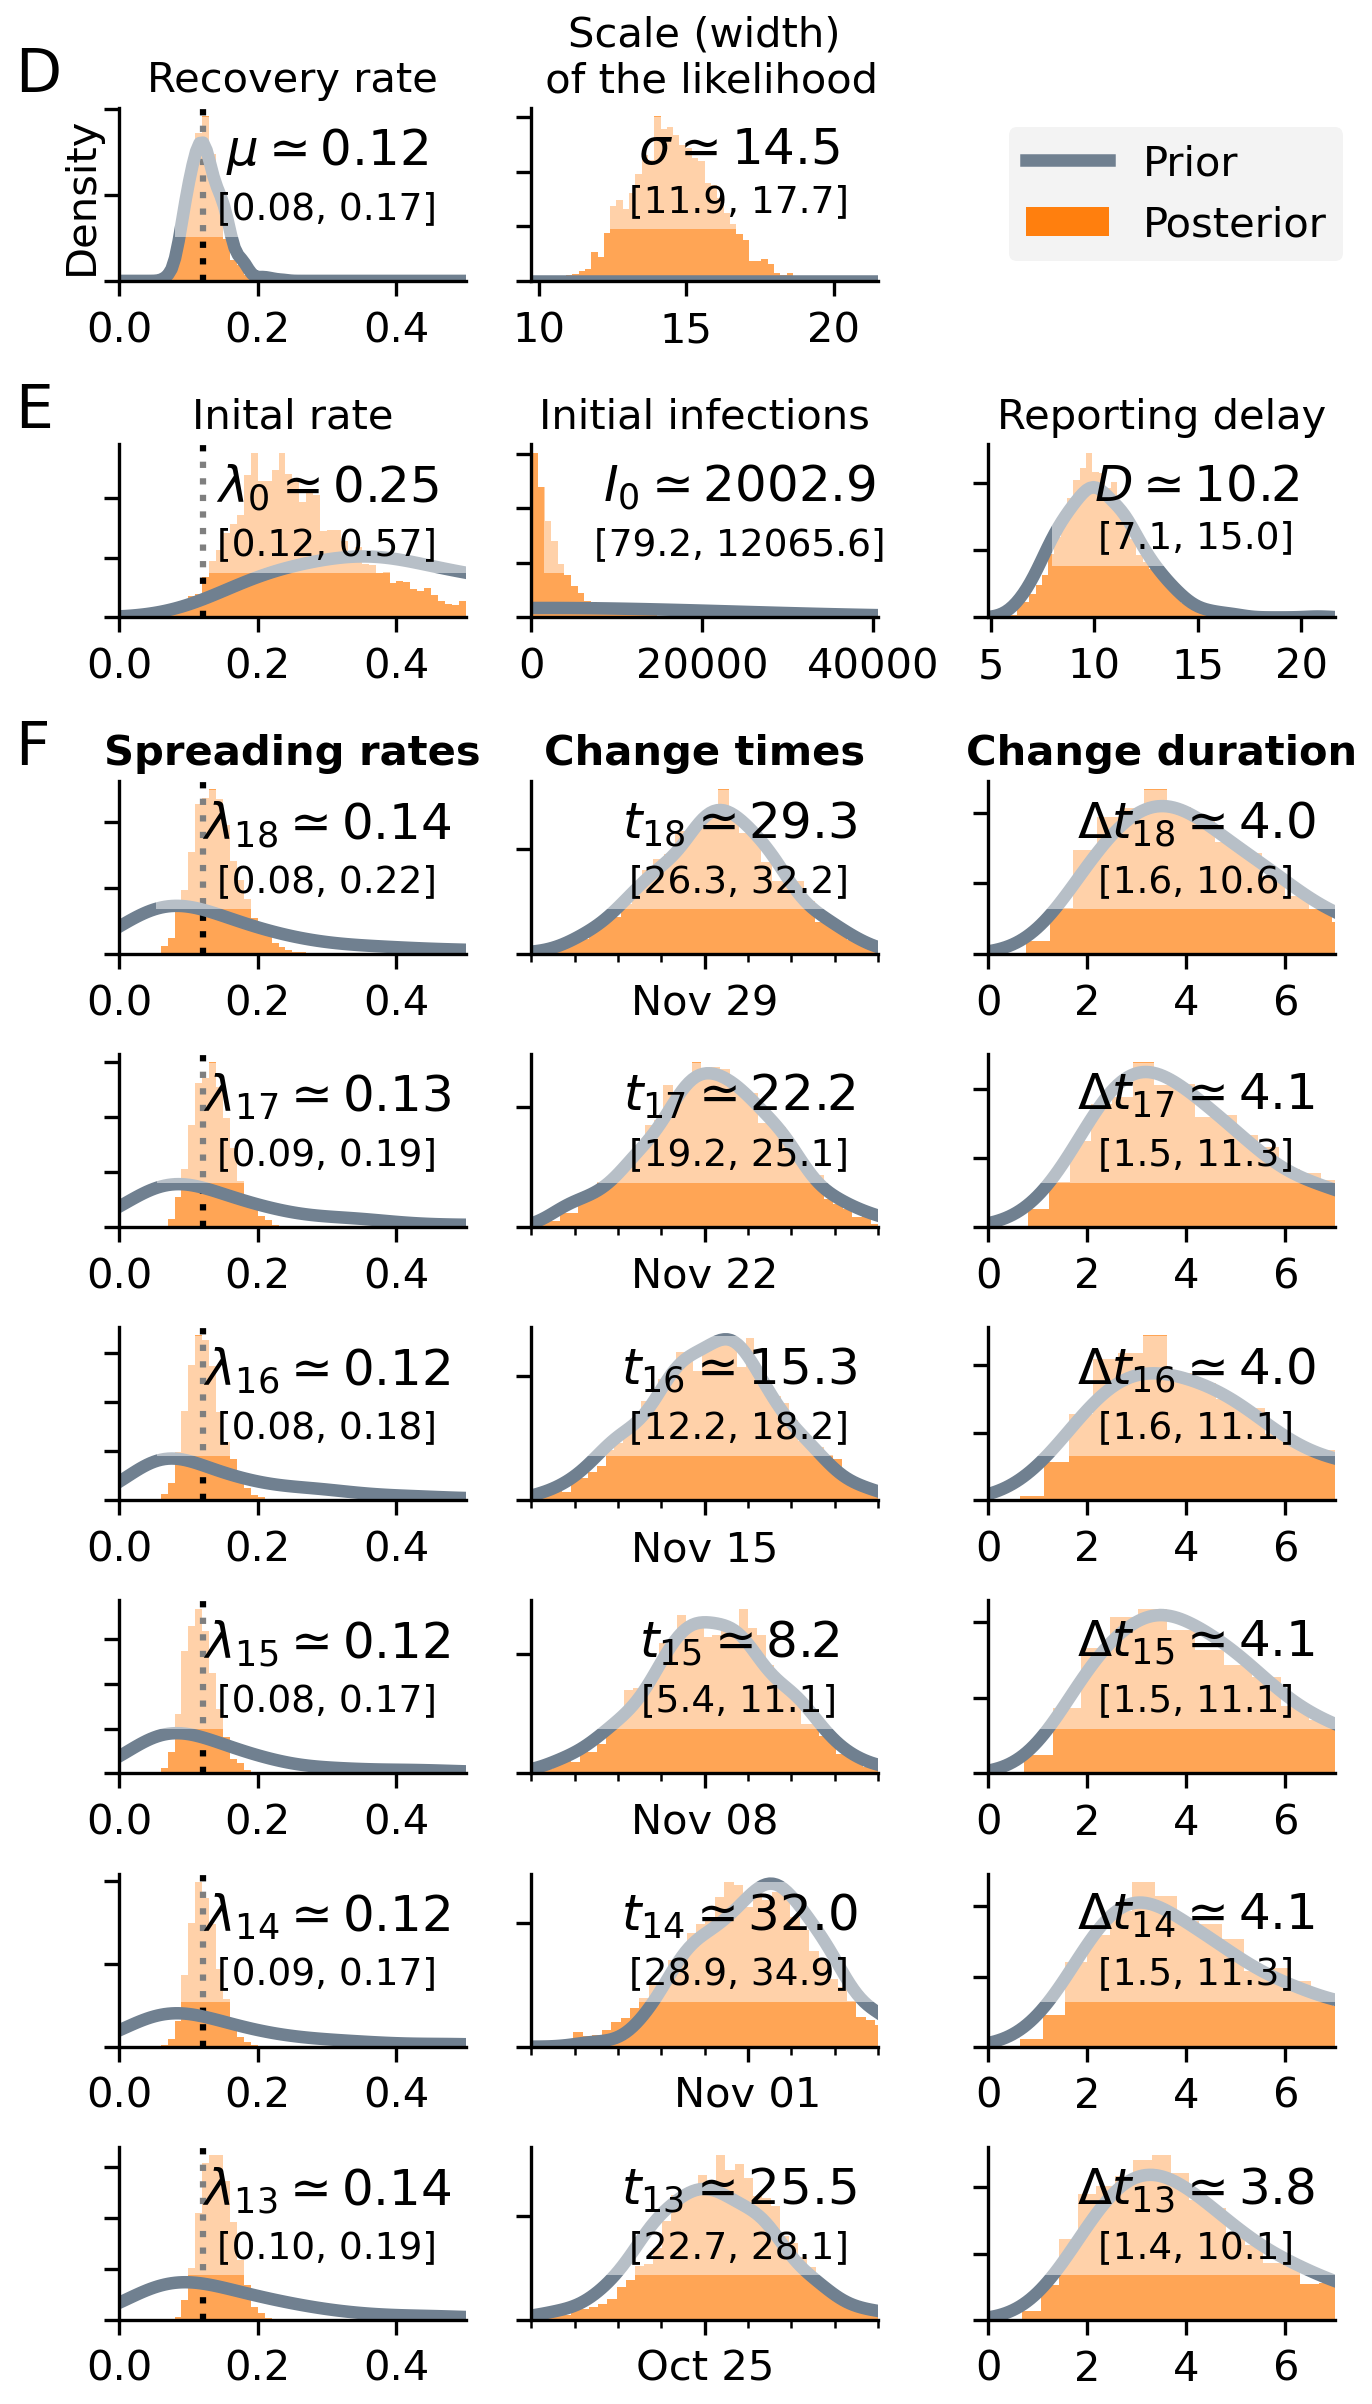 D
Recovery rate
Scale (width)
of the likelihood
Density
μ ≃ 0.12
[0.08, 0.17]
0.0 0.2 0.4
σ ≃ 14.5
[11.9, 17.7]
10 15 20
Prior
Posterior
E
Inital rate
λ₀ ≃ 0.25
[0.12, 0.57]
0.0 0.2 0.4
Initial infections
I₀ ≃ 2002.9
[79.2, 12065.6]
0 20000 40000
Reporting delay
D ≃ 10.2
[7.1, 15.0]
5 10 15 20
F
Spreading rates
Change times
Change duration
λ₁₈ ≃ 0.14
[0.08, 0.22]
0.0 0.2 0.4
t₁₈ ≃ 29.3
[26.3, 32.2]
Nov 29
Δt₁₈ ≃ 4.0
[1.6, 10.6]
0 2 4 6
λ₁₇ ≃ 0.13
[0.09, 0.19]
0.0 0.2 0.4
t₁₇ ≃ 22.2
[19.2, 25.1]
Nov 22
Δt₁₇ ≃ 4.1
[1.5, 11.3]
0 2 4 6
λ₁₆ ≃ 0.12
[0.08, 0.18]
0.0 0.2 0.4
t₁₆ ≃ 15.3
[12.2, 18.2]
Nov 15
Δt₁₆ ≃ 4.0
[1.6, 11.1]
0 2 4 6
λ₁₅ ≃ 0.12
[0.08, 0.17]
0.0 0.2 0.4
t₁₅ ≃ 8.2
[5.4, 11.1]
Nov 08
Δt₁₅ ≃ 4.1
[1.5, 11.1]
0 2 4 6
λ₁₄ ≃ 0.12
[0.09, 0.17]
0.0 0.2 0.4
t₁₄ ≃ 32.0
[28.9, 34.9]
Nov 01
Δt₁₄ ≃ 4.1
[1.5, 11.3]
0 2 4 6
λ₁₃ ≃ 0.14
[0.10, 0.19]
0.0 0.2 0.4
t₁₃ ≃ 25.5
[22.7, 28.1]
Oct 25
Δt₁₃ ≃ 3.8
[1.4, 10.1]
0 2 4 6